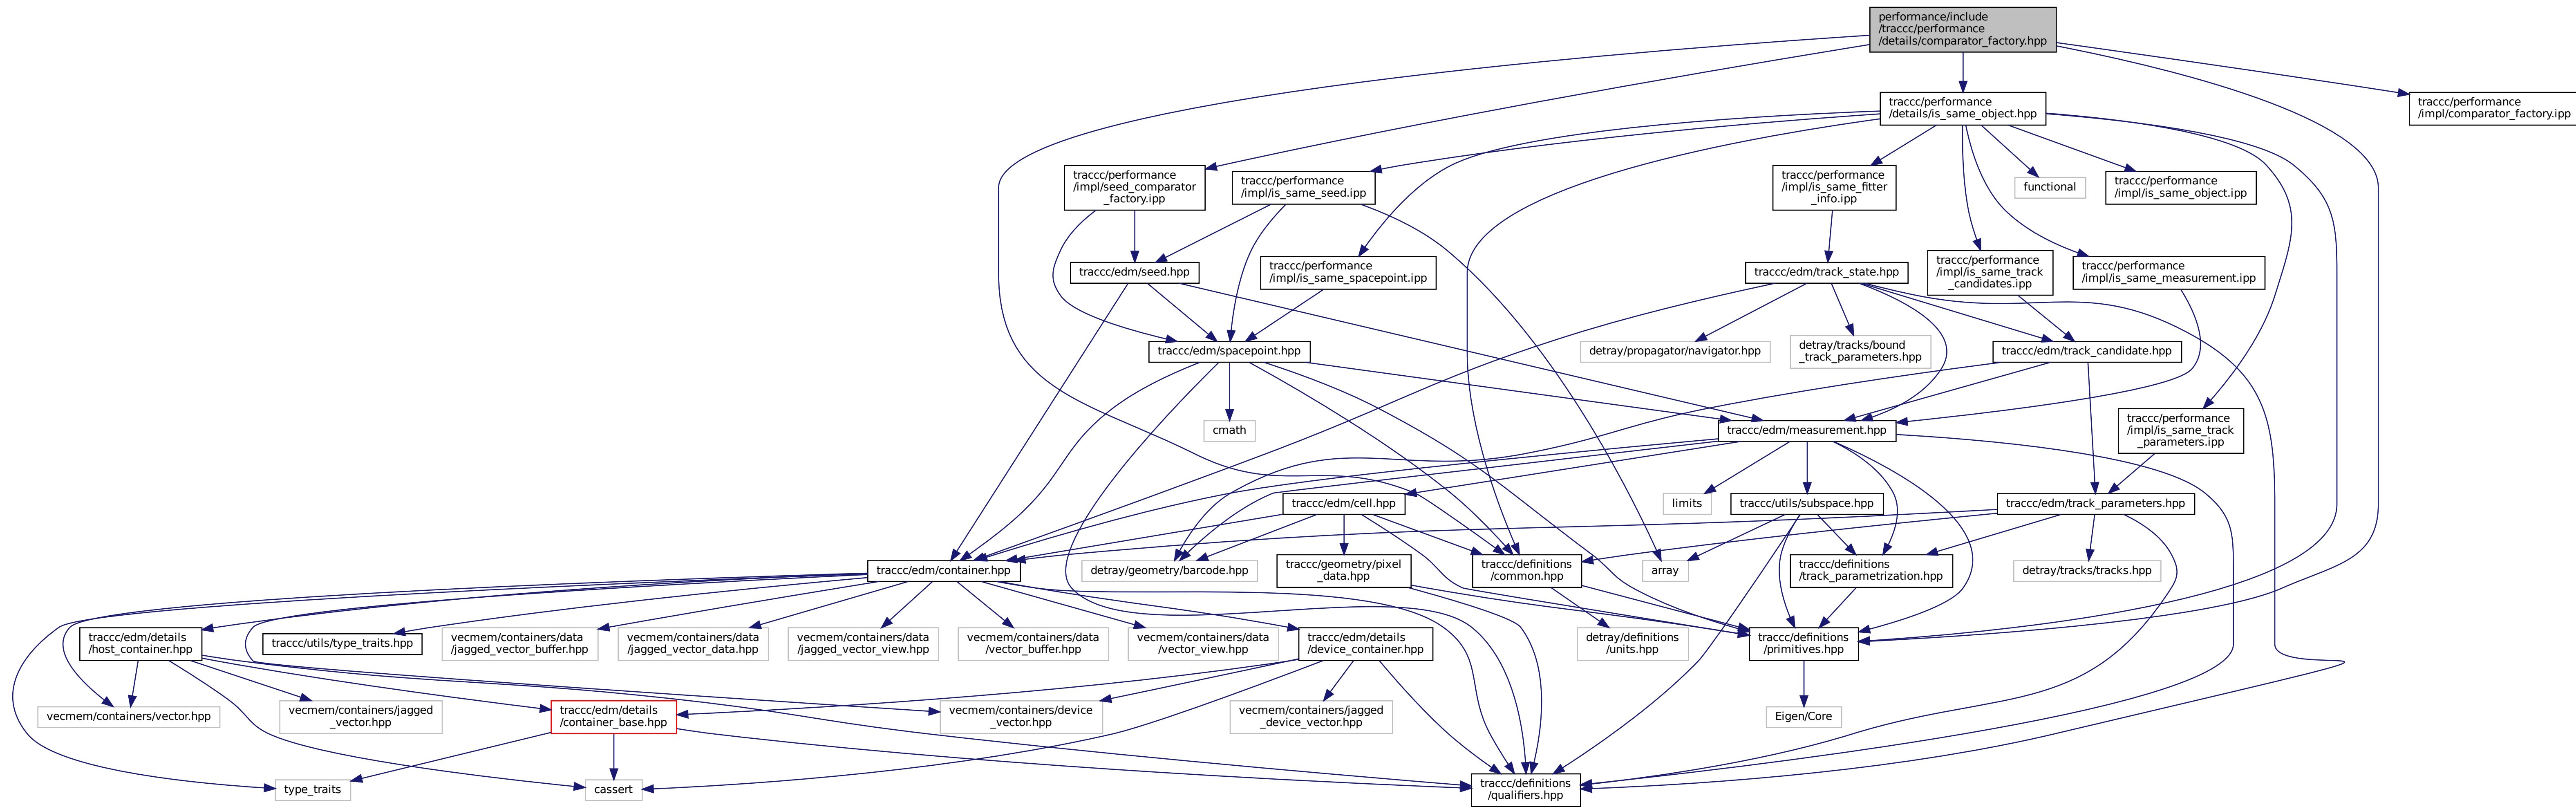 performance/include
/traccc/performance
/details/comparator_factory.hpp
traccc/performance
/details/is_same_object.hpp
traccc/performance
/impl/comparator_factory.ipp
traccc/performance
/impl/seed_comparator
_factory.ipp
traccc/performance
/impl/is_same_seed.ipp
traccc/performance
/impl/is_same_fitter
_info.ipp
functional
traccc/performance
/impl/is_same_object.ipp
traccc/edm/seed.hpp
traccc/performance
/impl/is_same_spacepoint.ipp
traccc/edm/track_state.hpp
traccc/performance
/impl/is_same_track
_candidates.ipp
traccc/performance
/impl/is_same_measurement.ipp
traccc/edm/spacepoint.hpp
detray/propagator/navigator.hpp
detray/tracks/bound
_track_parameters.hpp
traccc/edm/track_candidate.hpp
cmath
traccc/edm/measurement.hpp
traccc/performance
/impl/is_same_track
_parameters.ipp
traccc/edm/cell.hpp
limits
traccc/utils/subspace.hpp
traccc/edm/track_parameters.hpp
traccc/edm/container.hpp
detray/geometry/barcode.hpp
traccc/geometry/pixel
_data.hpp
traccc/definitions
/common.hpp
array
traccc/definitions
/track_parametrization.hpp
detray/tracks/tracks.hpp
traccc/edm/details
/host_container.hpp
traccc/utils/type_traits.hpp
vecmem/containers/data
/jagged_vector_buffer.hpp
vecmem/containers/data
/jagged_vector_data.hpp
vecmem/containers/data
/jagged_vector_view.hpp
vecmem/containers/data
/vector_buffer.hpp
vecmem/containers/data
/vector_view.hpp
traccc/edm/details
/device_container.hpp
detray/definitions
/units.hpp
traccc/definitions
/primitives.hpp
vecmem/containers/vector.hpp
vecmem/containers/jagged
_vector.hpp
traccc/edm/details
/container_base.hpp
vecmem/containers/device
_vector.hpp
vecmem/containers/jagged
_device_vector.hpp
Eigen/Core
type_traits
cassert
traccc/definitions
/qualifiers.hpp